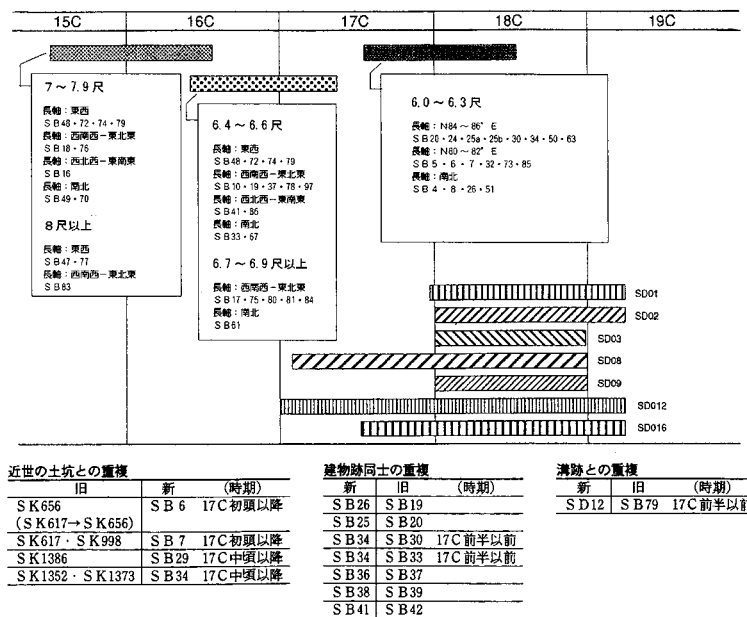 15C 16C 17C 18C 19C
7～7.9尺
長軸：東西
SB48・72・74・79
長軸：西南西－東北東
SB18・76
長軸：西北西－東南東
SB16
長軸：南北
SB49・70
8尺以上
長軸：東西
SB47・77
長軸：西南西－東北東
SB83
6.4～6.6尺
長軸：東西
SB48・72・74・79
長軸：西南西－東北東
SB10・19・37・78・97
長軸：西北西－東南東
SB41・86
長軸：南北
SB33・67
6.7～6.9尺以上
長軸：西南西－東北東
SB17・75・80・81・84
長軸：南北
SB61
6.0～6.3尺
長軸：N84～86°E
SB20・24・25a・25b・30・34・50・63
長軸：N80～82°E
SB5・6・7・32・73・85
長軸：南北
SB4・8・26・51
SD01
SD02
SD03
SD08
SD09
SD012
SD016
近世の土坑との重複
旧 新 (時期)
SK656 SB6 17C初頭以降
(SK617→SK656)
SK617・SK998 SB7 17C初頭以降
SK1386 SB29 17C中頃以降
SK1352・SK1373 SB34 17C中頃以降
建物跡同士の重複
新 旧 (時期)
SB26 SB19
SB25 SB20
SB34 SB30 17C前半以前
SB34 SB33 17C前半以前
SB36 SB37
SB38 SB39
SB41 SB42
溝跡との重複
新 旧 (時期)
SD12 SB79 17C前半以前